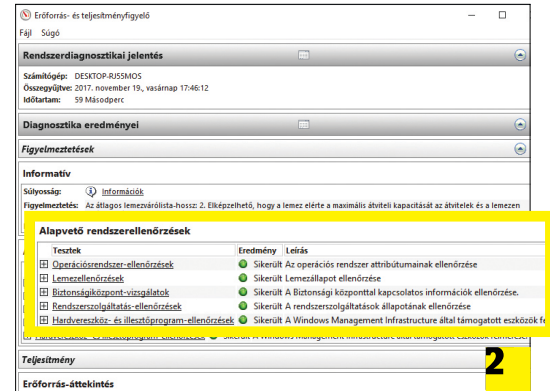 Erőforrás- és teljesítményfigyelő
Fájl Súgó
Rendszerdiagnosztikai jelentés
Számítógép: DESKTOP-RJ55MOS
Összegyűjtve: 2017. november 19., vasárnap 17:46:12
Időtartam: 59 Másodperc
Diagnosztika eredményei
Figyelmeztetések
Informatív
Súlyosság: Információk
Figyelmeztetés: Az átlagos lemezvárólista-hossz: 2. Elképzelhető, hogy a lemez elérte a maximális átviteli kapacitását az átvitelek és a lemezen
Alapvető rendszerellenőrzések
Tesztek Eredmény Leírás
Operációsrendszer-ellenőrzések Sikerült Az operációs rendszer attribútumainak ellenőrzése
Lemezellenőrzések Sikerült Lemezállapot ellenőrzése
Biztonságiközpont-vizsgálatok Sikerült A Biztonsági központtal kapcsolatos információk ellenőrzése.
Rendszerszolgáltatás-ellenőrzések Sikerült A rendszerszolgáltatások állapotának ellenőrzése
Hardvereszköz- és illesztőprogram-ellenőrzések Sikerült A Windows Management Infrastructure által támogatott eszközök fe
Teljesítmény
2
Erőforrás-áttekintés